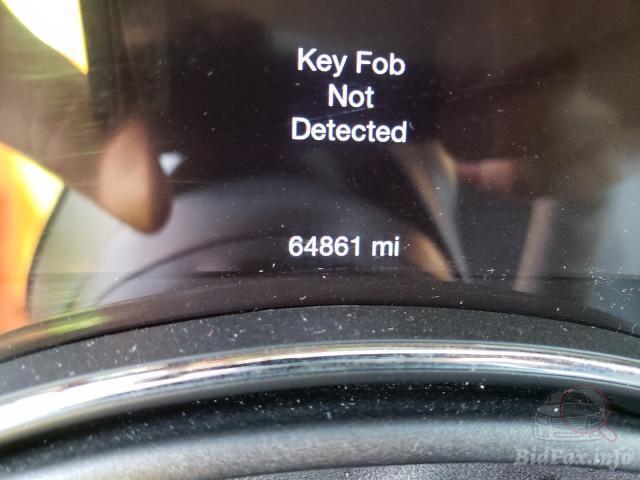 Key Fob
Not
Detected
64861 mi
BidFax.info